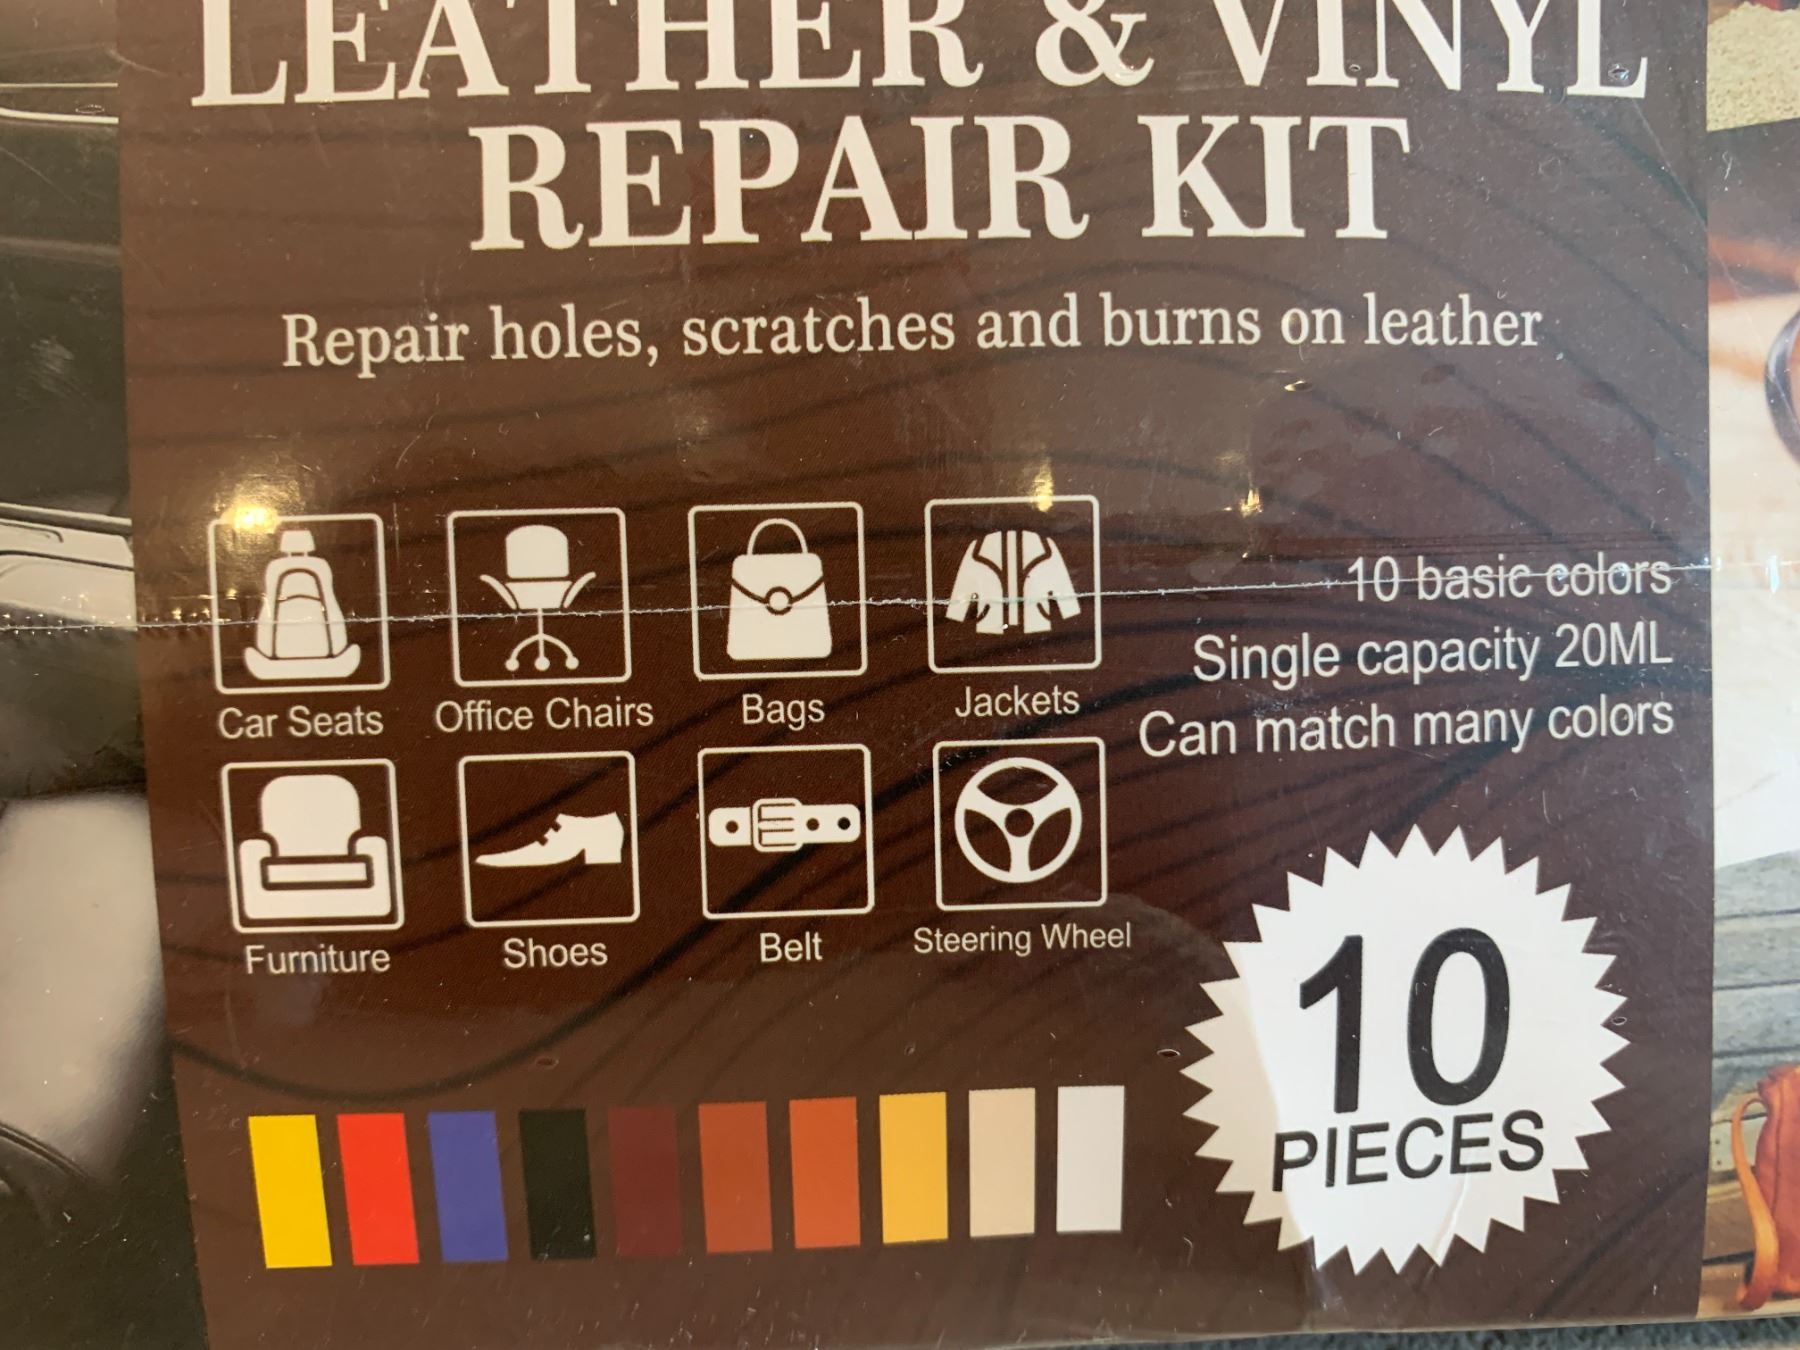 LEATHER & VINYL
REPAIR KIT
Repair holes, scratches and burns on leather
Car Seats
Office Chairs
Bags
Jackets
10 basic colors
Single capacity 20ML
Can match many colors
Furniture
Shoes
Belt
Steering Wheel
10
PIECES